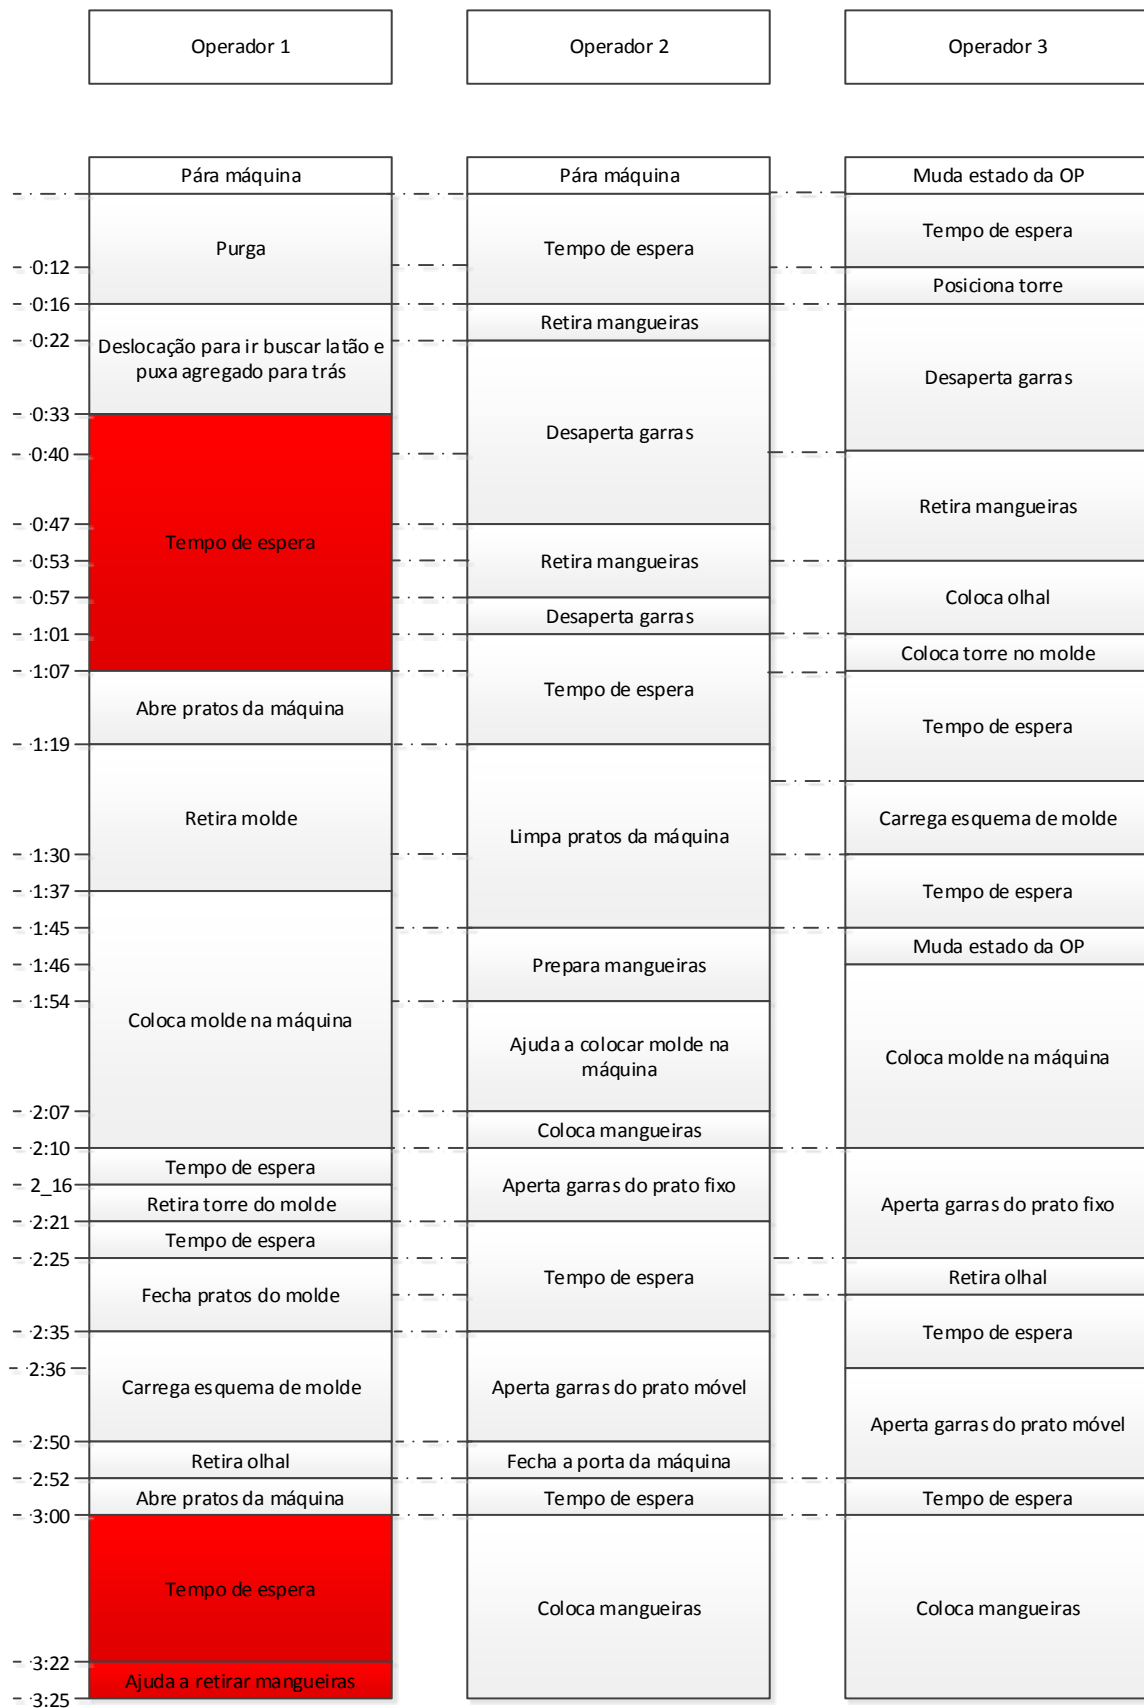 Operador 1
Operador 2
Operador 3
Pára máquina
Pára máquina
Muda estado da OP
Purga
Tempo de espera
Tempo de espera
0:12
Posiciona torre
0:16
Retira mangueiras
0:22
Deslocação para ir buscar latão e
puxa agregado para trás
Desaperta garras
0:33
Desaperta garras
0:40
Retira mangueiras
0:47
Tempo de espera
0:53
Retira mangueiras
0:57
Coloca olhal
Desaperta garras
1:01
Coloca torre no molde
1:07
Abre pratos da máquina
Tempo de espera
Tempo de espera
1:19
Retira molde
Limpa pratos da máquina
Carrega esquema de molde
1:30
Tempo de espera
1:37
1:45
Muda estado da OP
1:46
Prepara mangueiras
1:54
Coloca molde na máquina
Ajuda a colocar molde na
máquina
Coloca molde na máquina
2:07
Coloca mangueiras
2:10
Tempo de espera
2_16
Aperta garras do prato fixo
Aperta garras do prato fixo
Retira torre do molde
2:21
Tempo de espera
2:25
Retira olhal
Fecha pratos do molde
Tempo de espera
Tempo de espera
2:35
2:36
Carrega esquema de molde
Aperta garras do prato móvel
Aperta garras do prato móvel
2:50
Retira olhal
Fecha a porta da máquina
2:52
Abre pratos da máquina
Tempo de espera
Tempo de espera
3:00
Tempo de espera
Coloca mangueiras
Coloca mangueiras
3:22
Ajuda a retirar mangueiras
3:25